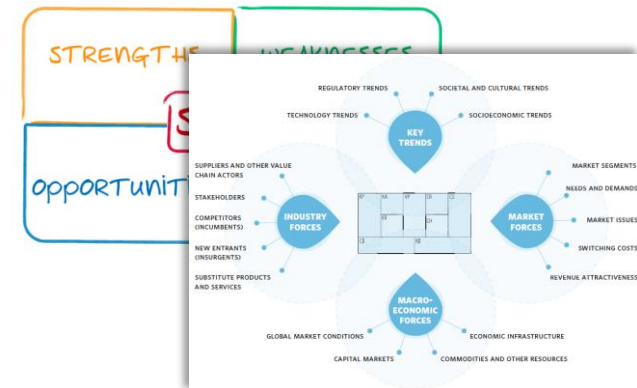 STRENGTHS
WEAKNESSES
OPPORTUNITI
S
REGULATORY TRENDS
SOCIETAL AND CULTURAL TRENDS
TECHNOLOGY TRENDS
SOCIOECONOMIC TRENDS
KEY
TRENDS
SUPPLIERS AND OTHER VALUE
CHAIN ACTORS
STAKEHOLDERS
COMPETITORS
(INCUMBENTS)
NEW ENTRANTS
(INSURGENTS)
SUBSTITUTE PRODUCTS
AND SERVICES
INDUSTRY
FORCES
MARKET
FORCES
MARKET SEGMENTS
NEEDS AND DEMANDS
MARKET ISSUES
SWITCHING COSTS
REVENUE ATTRACTIVENESS
MACRO-
ECONOMIC
FORCES
GLOBAL MARKET CONDITIONS
ECONOMIC INFRASTRUCTURE
CAPITAL MARKETS
COMMODITIES AND OTHER RESOURCES